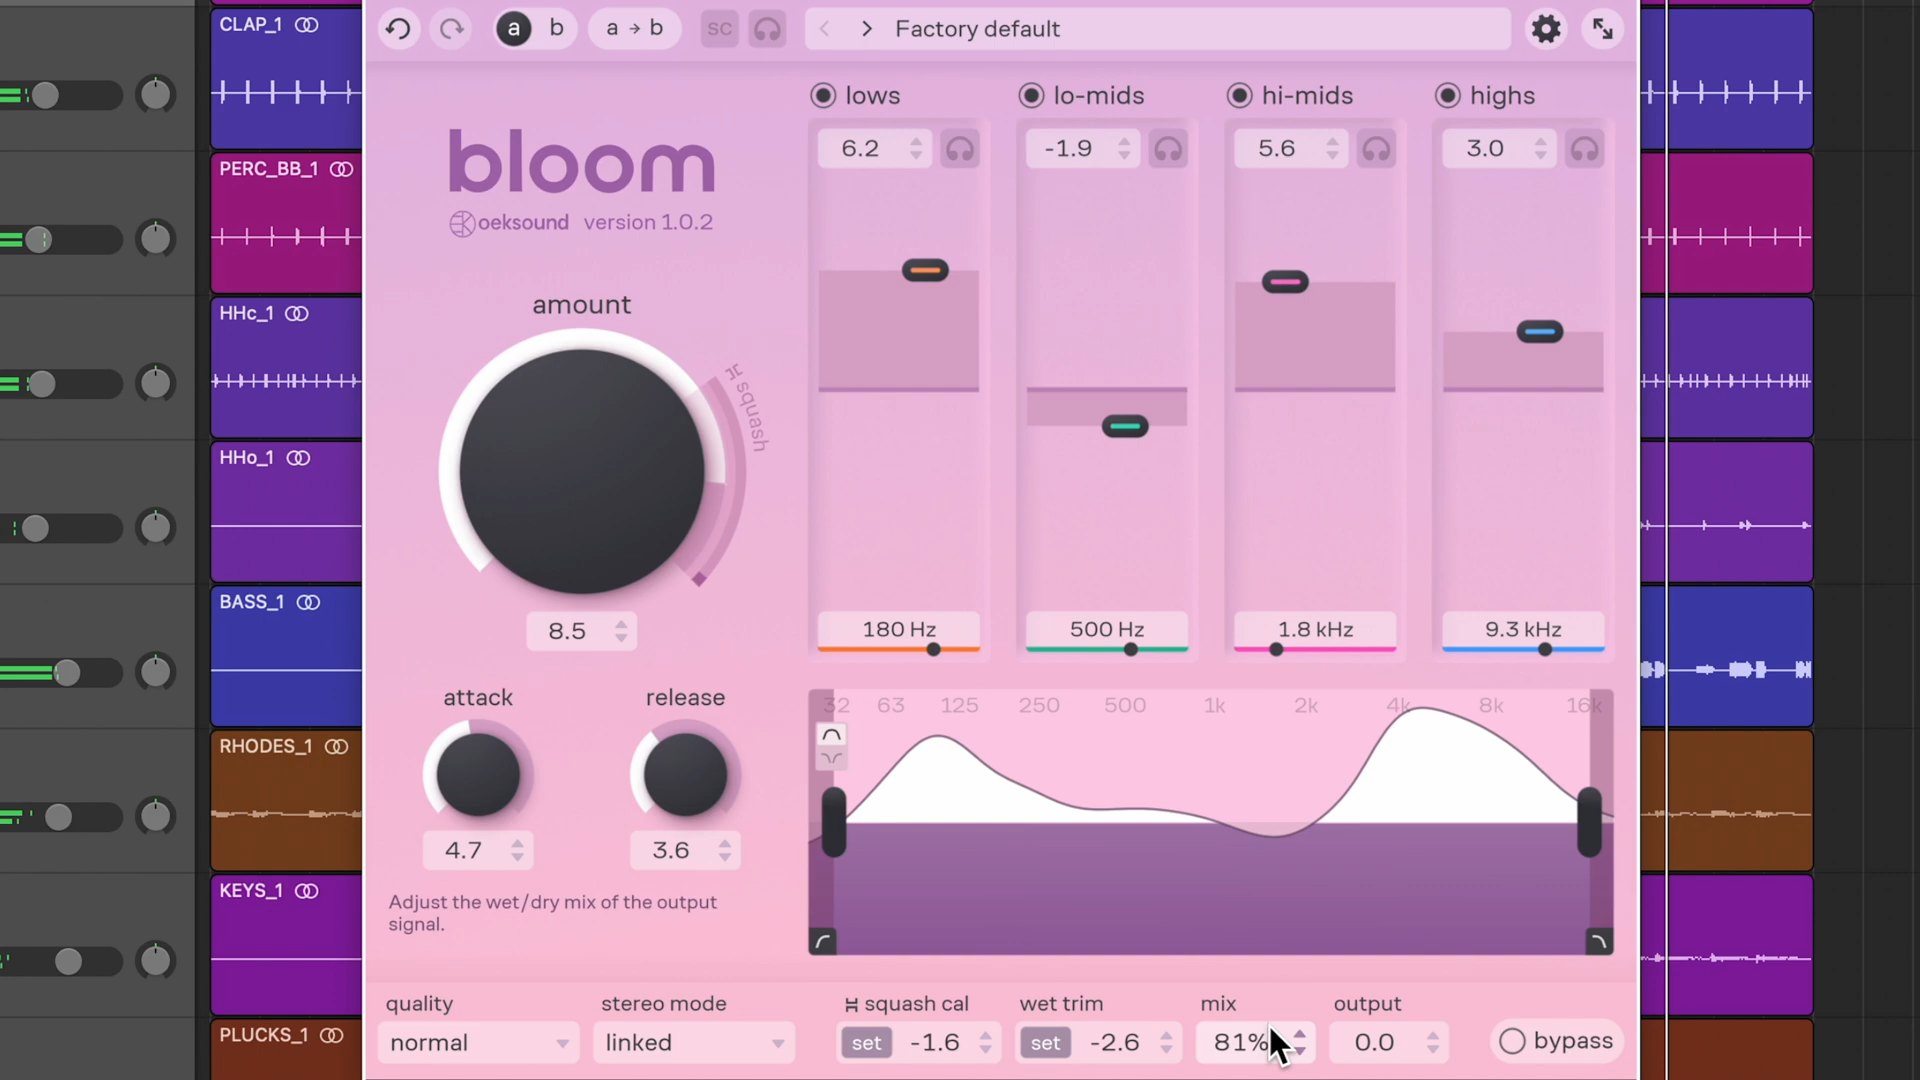 CLAP_1
PERC_BB_1
HHc_1
HHo_1
BASS_1
RHODES_1
KEYS_1
PLUCKS_1
a b a → b sc Factory default
bloom
oeksound version 1.0.2
amount
squash
8.5
attack release
4.7 3.6
Adjust the wet/dry mix of the output
signal.
lows lo-mids hi-mids highs
6.2 -1.9 5.6 3.0
180 Hz 500 Hz 1.8 kHz 9.3 kHz
32 63 125 250 500 1k 2k 4k 8k 16k
quality stereo mode squash cal wet trim mix output
normal linked set -1.6 set -2.6 81% 0.0 bypass